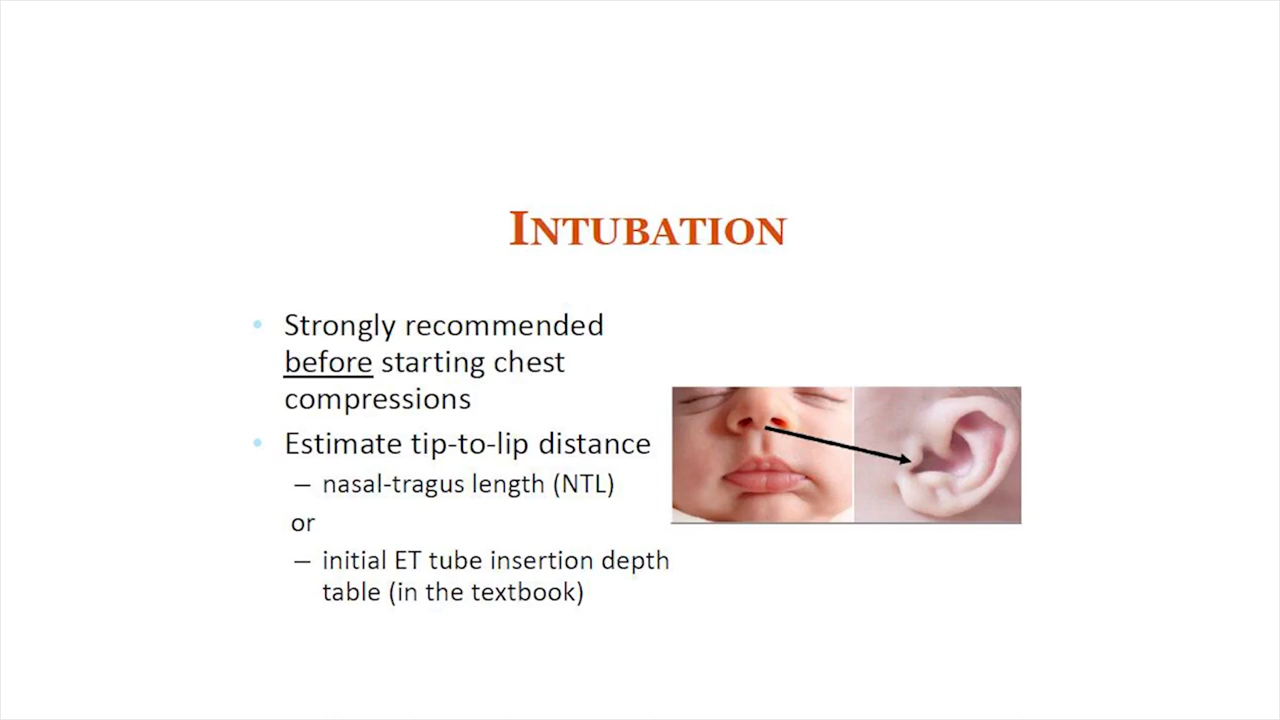 INTUBATION
• Strongly recommended
before starting chest
compressions
• Estimate tip-to-lip distance
– nasal-tragus length (NTL)
or
– initial ET tube insertion depth
table (in the textbook)